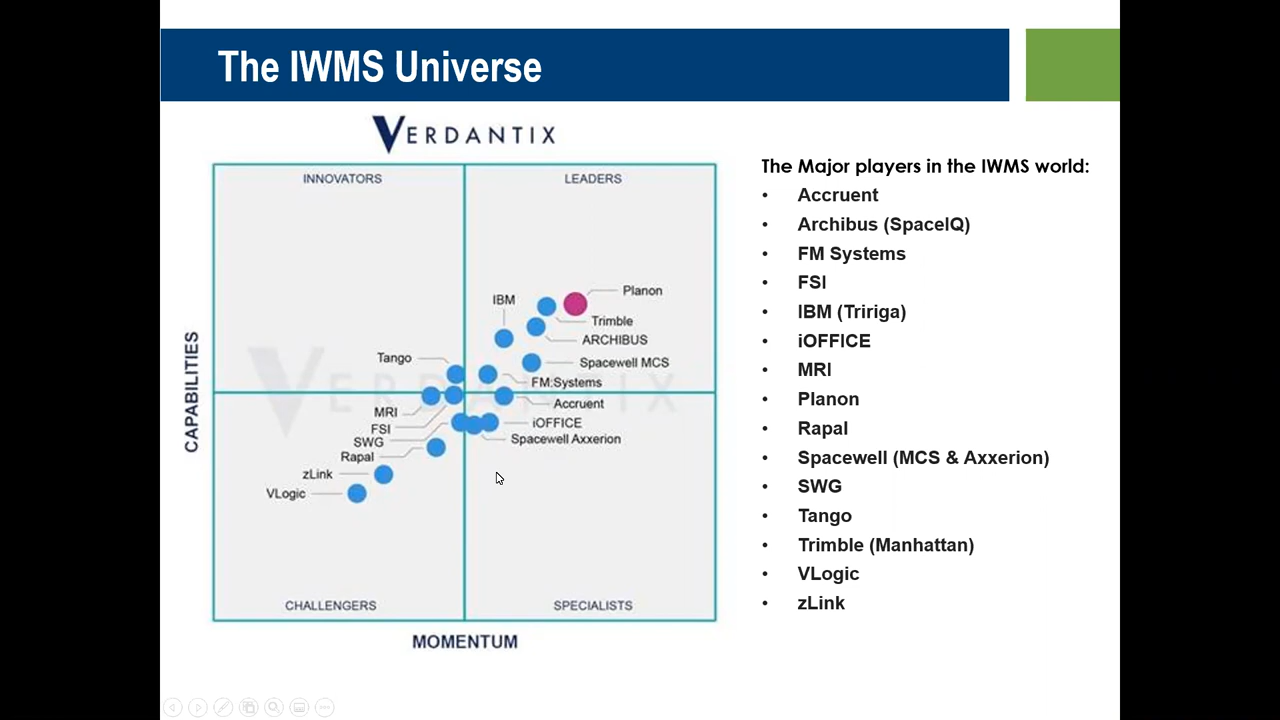 The IWMS Universe
VERDANTIX
INNOVATORS
LEADERS
CAPABILITIES
Planon
IBM
Trimble
ARCHIBUS
Tango
Spacewell MCS
FM:Systems
Accruent
MRI
iOFFICE
FSI
Spacewell Axxerion
SWG
Rapal
zLink
VLogic
VERDANTIX
CHALLENGERS
SPECIALISTS
MOMENTUM
The Major players in the IWMS world:
• Accruent
• Archibus (SpaceIQ)
• FM Systems
• FSI
• IBM (Tririga)
• iOFFICE
• MRI
• Planon
• Rapal
• Spacewell (MCS & Axxerion)
• SWG
• Tango
• Trimble (Manhattan)
• VLogic
• zLink